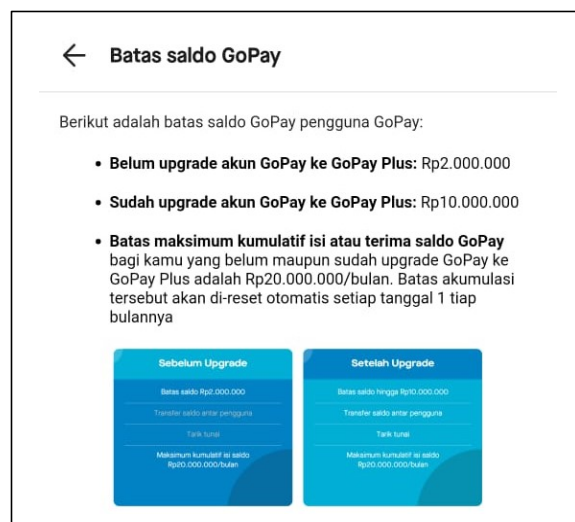 Batas saldo GoPay
Berikut adalah batas saldo GoPay pengguna GoPay:
• Belum upgrade akun GoPay ke GoPay Plus: Rp2.000.000
• Sudah upgrade akun GoPay ke GoPay Plus: Rp10.000.000
• Batas maksimum kumulatif isi atau terima saldo GoPay
bagi kamu yang belum maupun sudah upgrade GoPay ke
GoPay Plus adalah Rp20.000.000/bulan. Batas akumulasi
tersebut akan di-reset otomatis setiap tanggal 1 tiap
bulannya
Sebelum Upgrade
Batas saldo Rp2.000.000
Transfer saldo antar pengguna
Tarik tunai
Maksimum kumulatif isi saldo
Rp20.000.000/bulan
Setelah Upgrade
Batas saldo hingga Rp10.000.000
Transfer saldo antar pengguna
Tarik tunai
Maksimum kumulatif isi saldo
Rp20.000.000/bulan